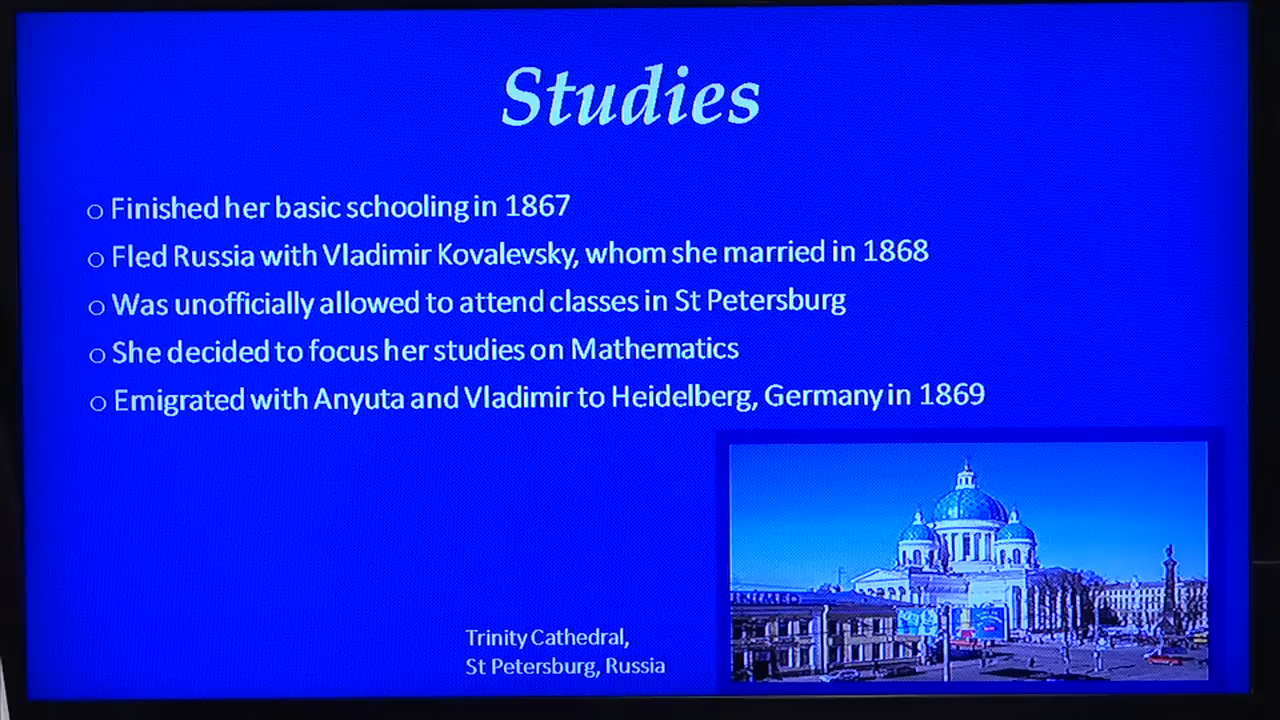 Studies
○ Finished her basic schooling in 1867
○ Fled Russia with Vladimir Kovalevsky, whom she married in 1868
○ Was unofficially allowed to attend classes in St Petersburg
○ She decided to focus her studies on Mathematics
○ Emigrated with Anyuta and Vladimir to Heidelberg, Germany in 1869
UNIMED
Trinity Cathedral,
St Petersburg, Russia